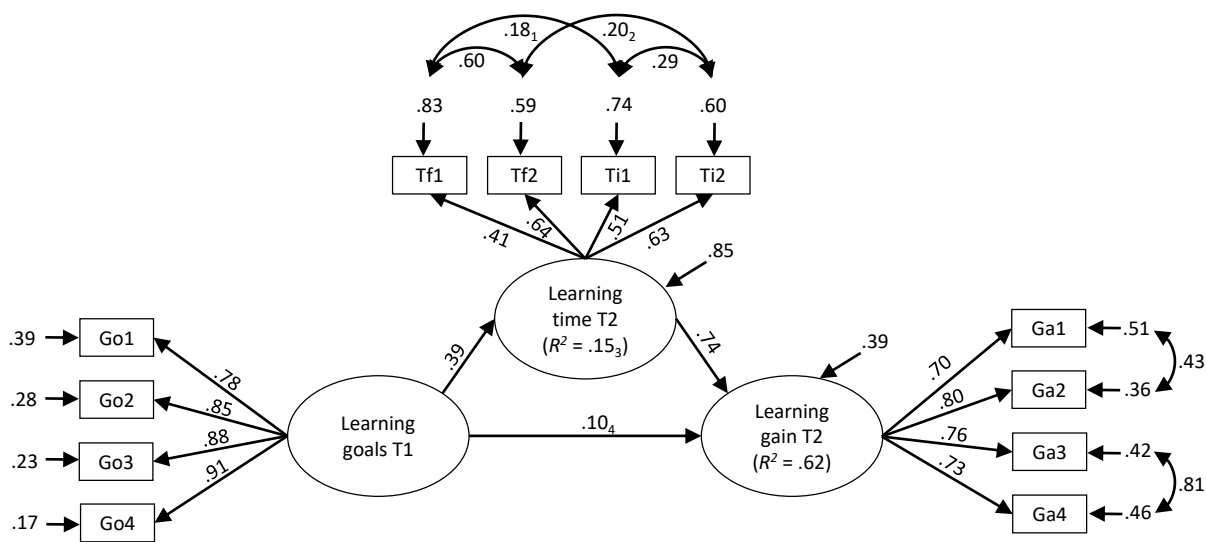 .18₁
.20₂
.60
.29
.83
.59
.74
.60
Tf1
Tf2
Ti1
Ti2
.41
.64
.51
.63
.85
Learning
time T2
(R² = .15₃)
.39
.74
.39
.39
Go1
.78
.28
Go2
.85
.23
Go3
.88
.17
Go4
.91
Learning
goals T1
.10₄
Learning
gain T2
(R² = .62)
.70
Ga1
.51
.43
.80
Ga2
.36
.76
Ga3
.42
.81
.73
Ga4
.46